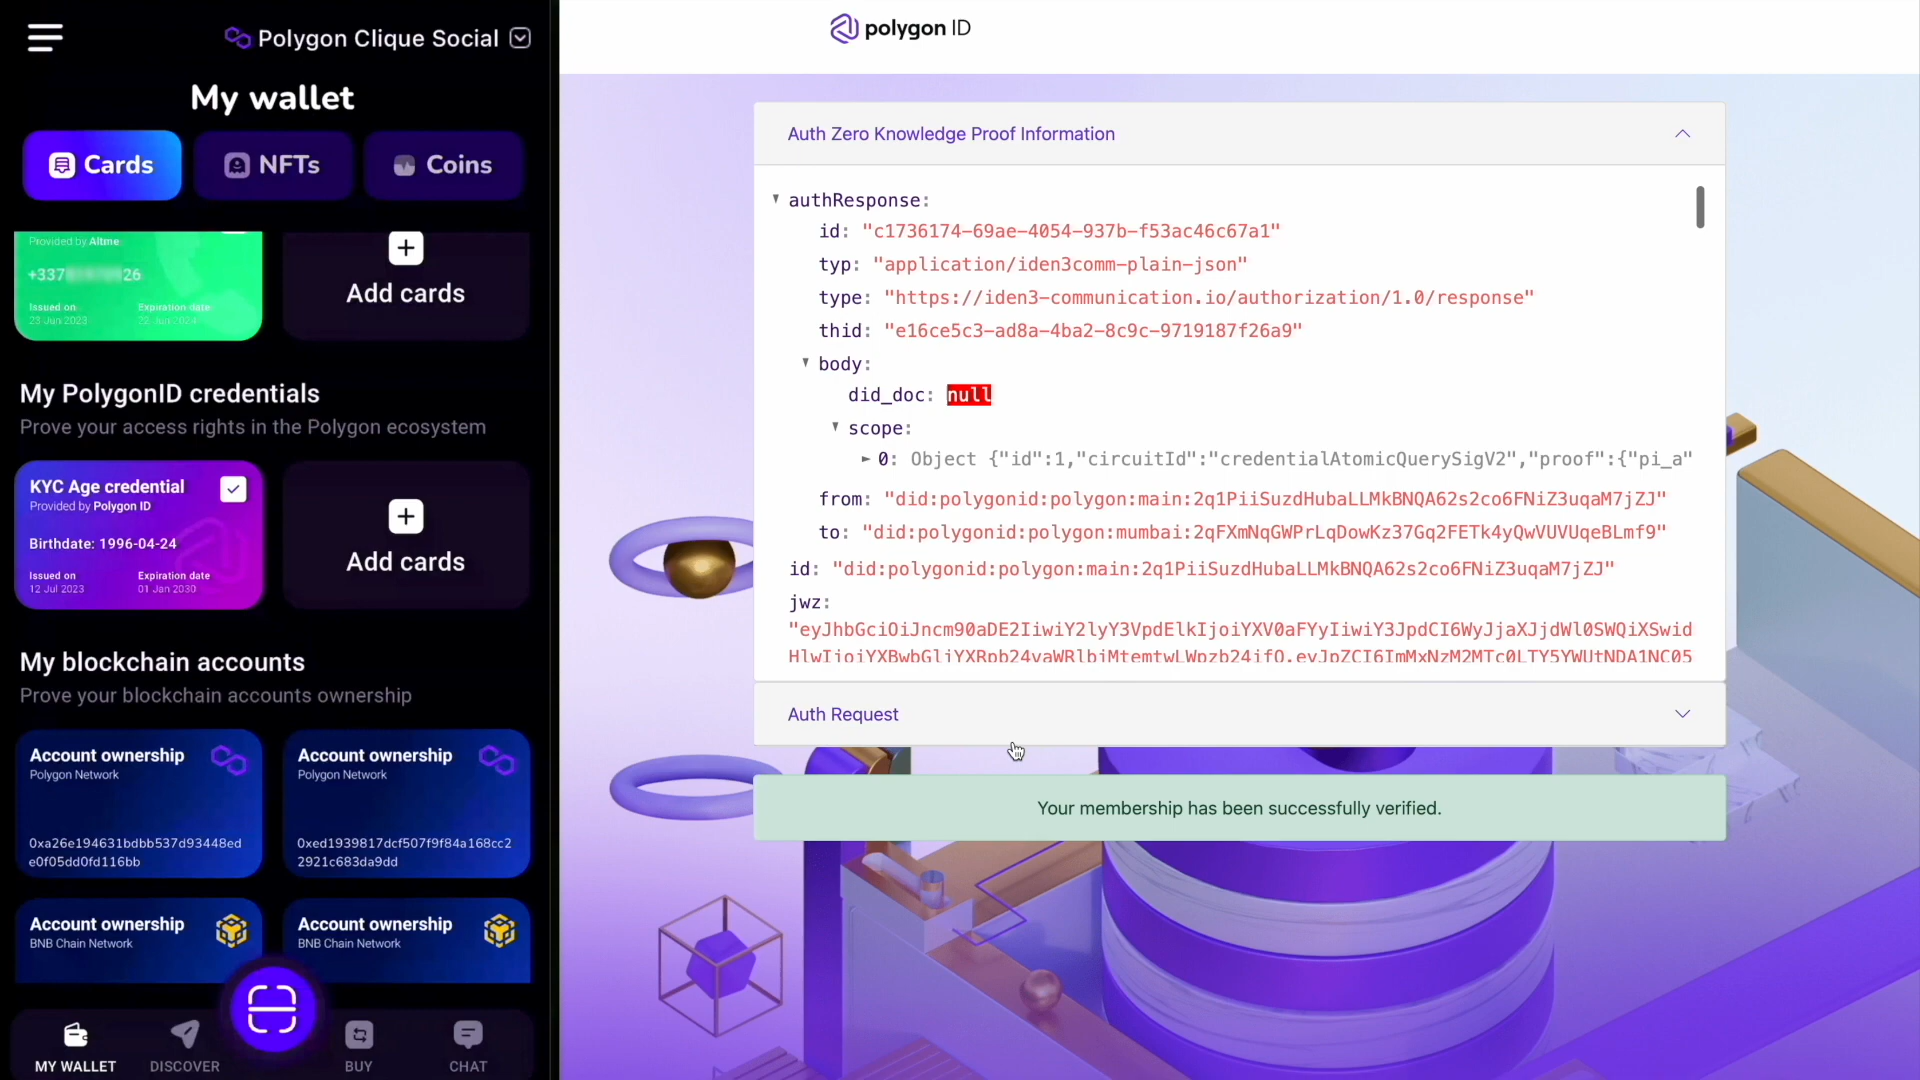 Polygon Clique Social
My wallet
Cards
NFTs
Coins
Provided by Altme
+337
26
Issued on
Expiration date
23 Jun 2023
22 Jun 2024
Add cards
My PolygonID credentials
Prove your access rights in the Polygon ecosystem
KYC Age credential
Provided by Polygon ID
Birthdate: 1996-04-24
Issued on
Expiration date
12 Jul 2023
01 Jan 2030
Add cards
My blockchain accounts
Prove your blockchain accounts ownership
Account ownership
Polygon Network
0xa26e194631bdbb537d93448ed
e0f05dd0fd116bb
Account ownership
Polygon Network
0xed1939817dcf507f9f84a168cc2
2921c683da9dd
Account ownership
BNB Chain Network
Account ownership
BNB Chain Network
MY WALLET
DISCOVER
BUY
CHAT
polygon ID
Auth Zero Knowledge Proof Information
authResponse:
id: "c1736174-69ae-4054-937b-f53ac46c67a1"
typ: "application/iden3comm-plain-json"
type: "https://iden3-communication.io/authorization/1.0/response"
thid: "e16ce5c3-ad8a-4ba2-8c9c-9719187f26a9"
body:
did_doc: null
scope:
0: Object {"id":1,"circuitId":"credentialAtomicQuerySigV2","proof":{"pi_a"
from: "did:polygonid:polygon:main:2q1PiiSuzdHubaLLMkBNQA62s2co6FNiZ3uqaM7jZJ"
to: "did:polygonid:polygon:mumbai:2qFXmNqGWPrLqDowKz37Gq2FETk4yQwVUVUqeBLmf9"
id: "did:polygonid:polygon:main:2q1PiiSuzdHubaLLMkBNQA62s2co6FNiZ3uqaM7jZJ"
jwz:
"eyJhbGciOiJncm90aDE2IiwiY2lyY3VpdElkIjoiYXV0aFYyIiwiY3JpdCI6WyJjaXJjdWl0SWQiXSwid
HlwIjoiYXBwbGljYXRpb24vaWRlbjMtemtwLWpzb24ifQ.eyJpZCI6ImMxNzM2MTc0LTY5YWUtNDA1NC05
Auth Request
Your membership has been successfully verified.